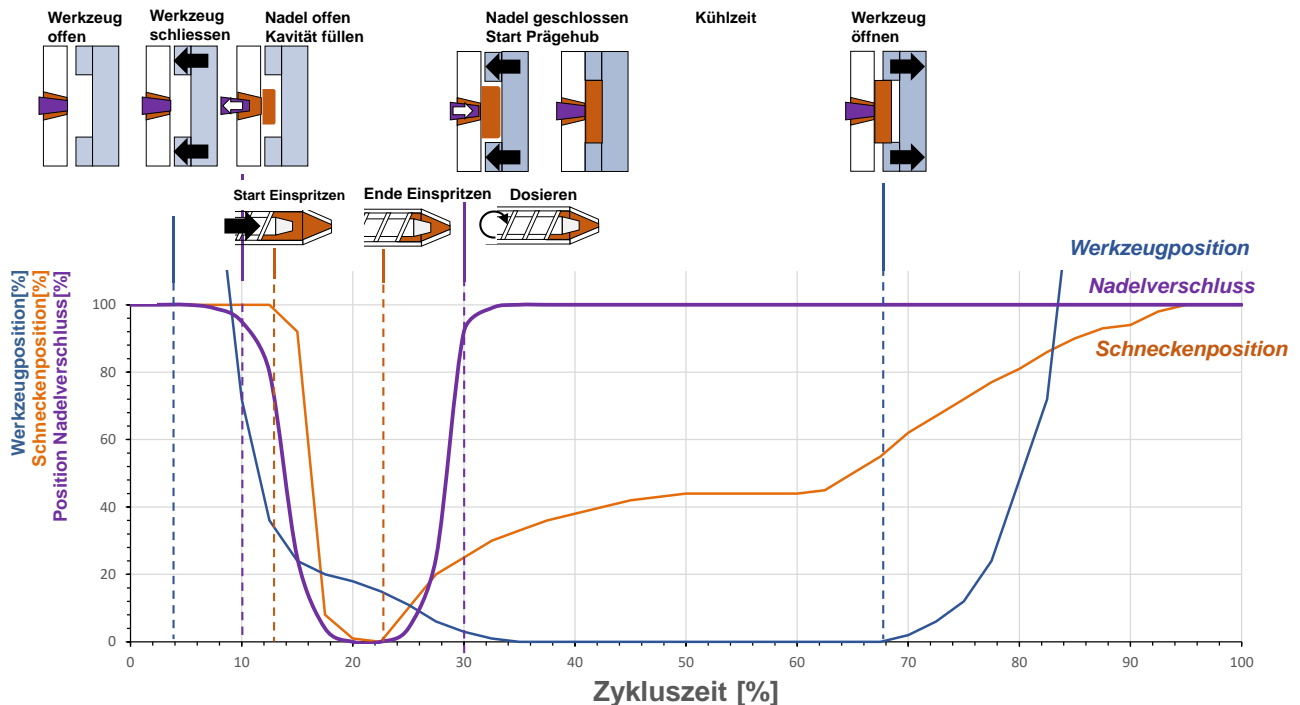 Werkzeug
offen
Werkzeug
schliessen
Nadel offen
Kavität füllen
Nadel geschlossen
Start Prägehub
Kühlzeit
Werkzeug
öffnen
Start Einspritzen
Ende Einspritzen
Dosieren
Werkzeugposition
Nadelverschluss
Schneckenposition
Werkzeugposition[%]
Schneckenposition[%]
Position Nadelverschluss[%]
100
80
60
40
20
0
0 10 20 30 40 50 60 70 80 90 100
Zykluszeit [%]